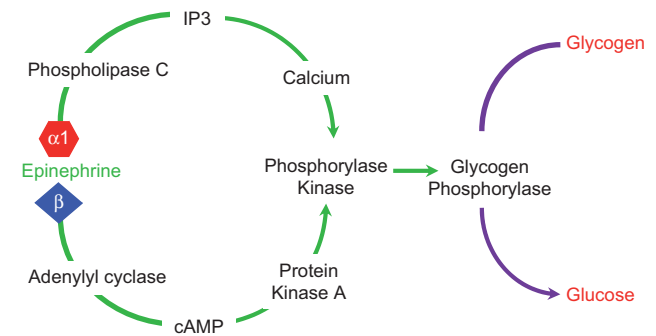 IP3
Phospholipase C
Calcium
Glycogen
α1
Epinephrine
β
Phosphorylase
Kinase
Glycogen
Phosphorylase
Adenylyl cyclase
Protein
Kinase A
cAMP
Glucose